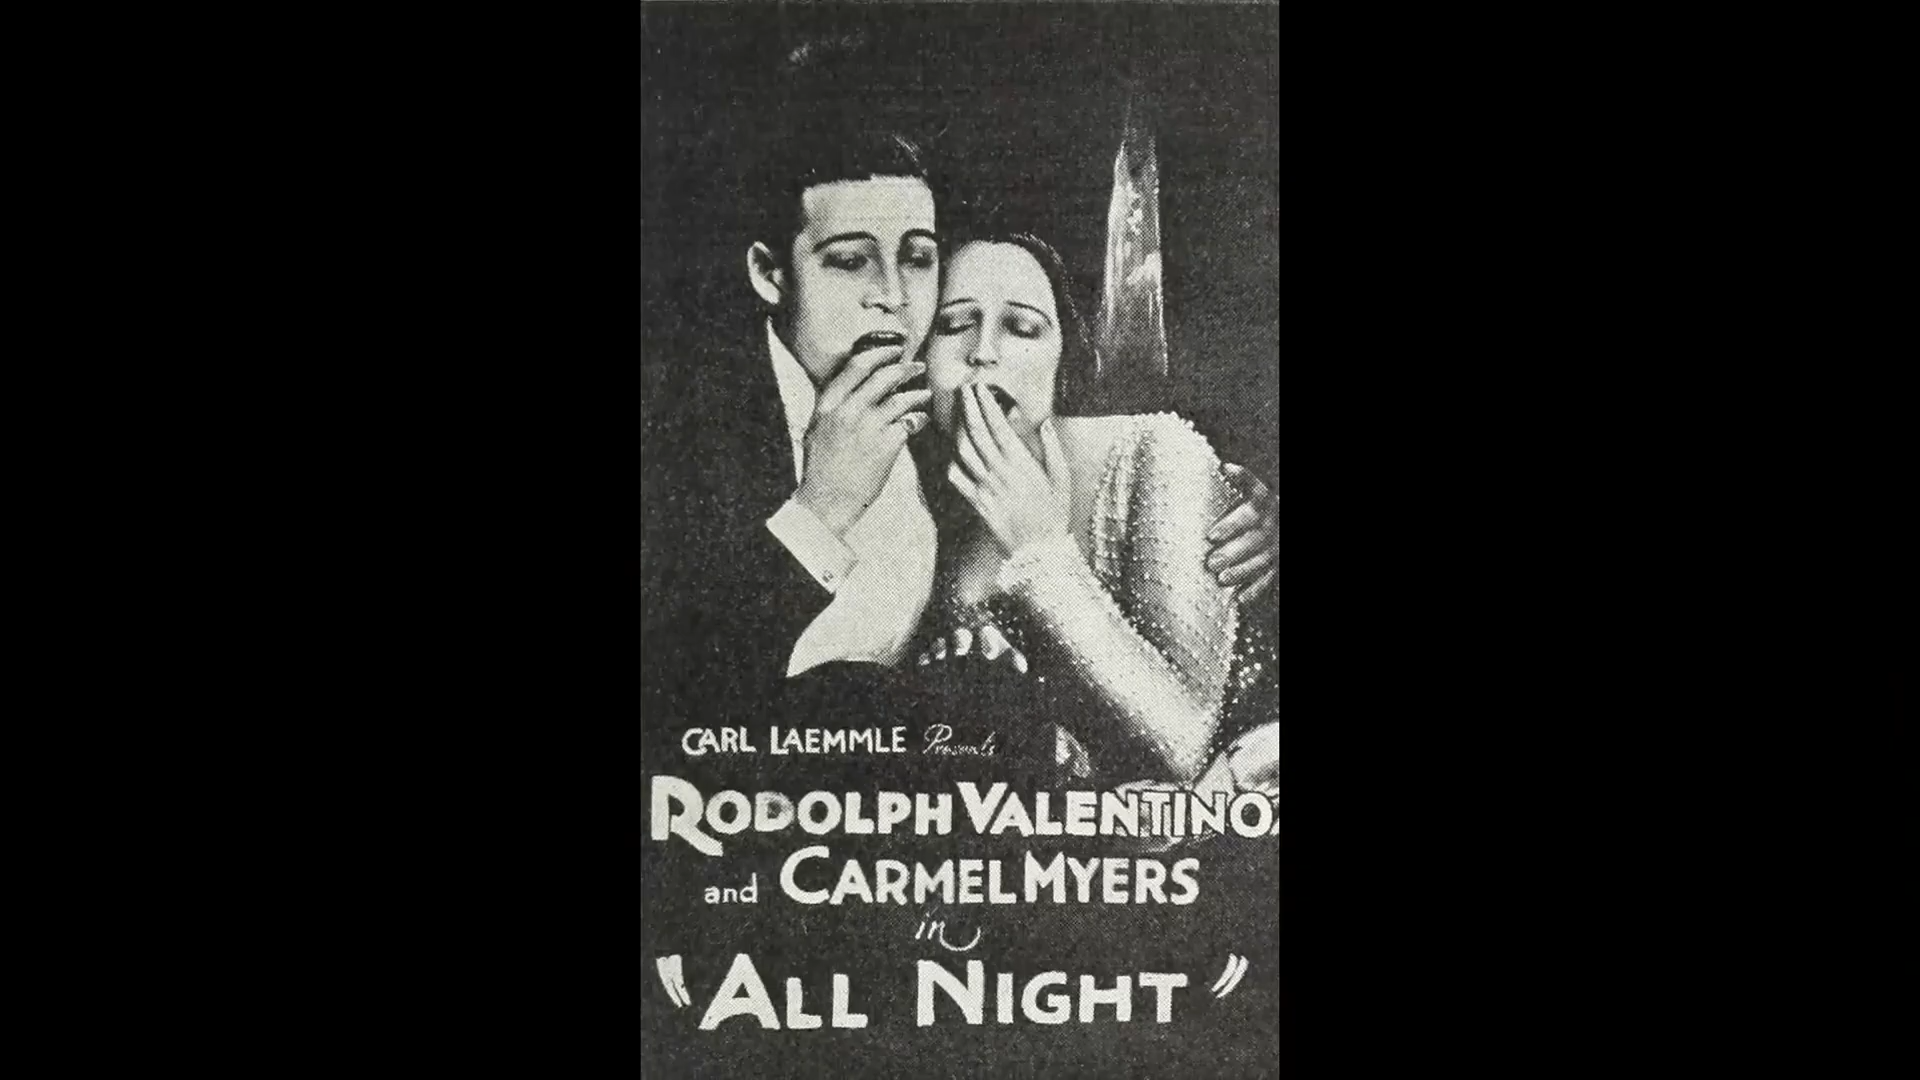 CARL LAEMMLE Presents
RODOLPH VALENTINO
and CARMEL MYERS
in
"ALL NIGHT"